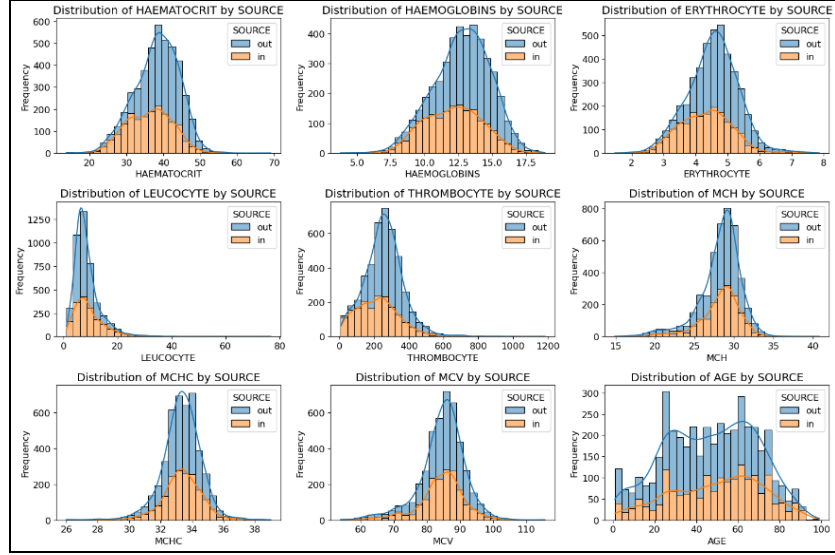 Distribution of HAEMATOCRIT by SOURCE
600
500
400
300
200
100
0
Frequency
SOURCE
out
in
20 30 40 50 60 70
HAEMATOCRIT
Distribution of HAEMOGLOBINS by SOURCE
400
300
200
100
0
Frequency
SOURCE
out
in
5.0 7.5 10.0 12.5 15.0 17.5
HAEMOGLOBINS
Distribution of ERYTHROCYTE by SOURCE
500
400
300
200
100
0
Frequency
SOURCE
out
in
2 3 4 5 6 7 8
ERYTHROCYTE
Distribution of LEUCOCYTE by SOURCE
1250
1000
750
500
250
0
Frequency
SOURCE
out
in
0 20 40 60 80
LEUCOCYTE
Distribution of THROMBOCYTE by SOURCE
600
400
200
0
Frequency
SOURCE
out
in
0 200 400 600 800 1000 1200
THROMBOCYTE
Distribution of MCH by SOURCE
800
600
400
200
0
Frequency
SOURCE
out
in
15 20 25 30 35 40
MCH
Distribution of MCHC by SOURCE
600
400
200
0
Frequency
SOURCE
out
in
26 28 30 32 34 36 38
MCHC
Distribution of MCV by SOURCE
600
400
200
0
Frequency
SOURCE
out
in
60 70 80 90 100 110
MCV
Distribution of AGE by SOURCE
300
250
200
150
100
50
0
Frequency
SOURCE
out
in
0 20 40 60 80 100
AGE